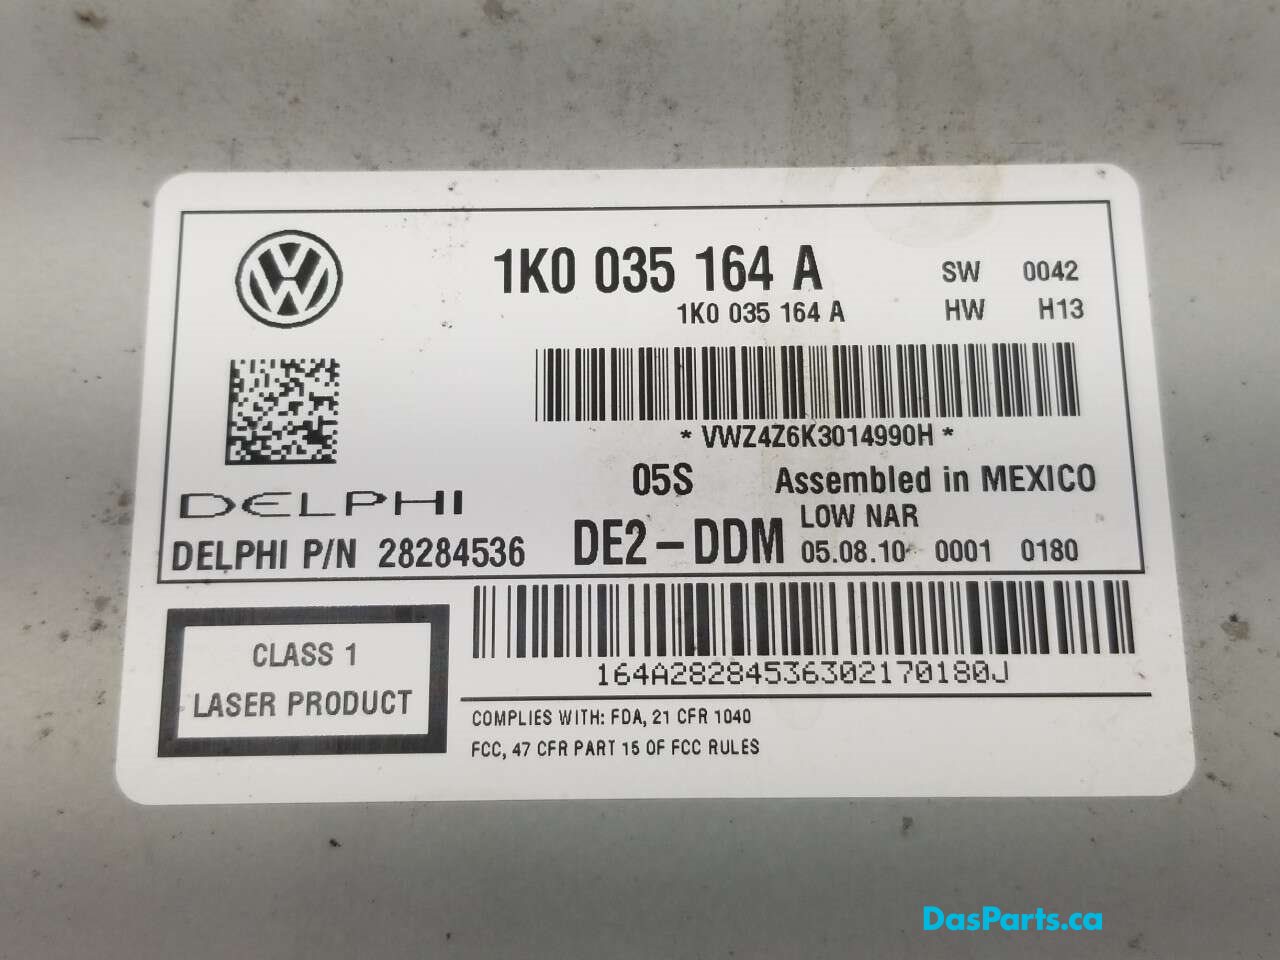 1K0 035 164 A
1K0 035 164 A
SW 0042
HW H13
* VWZ4Z6K3014990H *
05S Assembled in MEXICO
DELPHI
DELPHI P/N 28284536
DE2-DDM
LOW NAR
05.08.10 0001 0180
CLASS 1
LASER PRODUCT
164A28284536302170180J
COMPLIES WITH: FDA, 21 CFR 1040
FCC, 47 CFR PART 15 OF FCC RULES
DasParts.ca